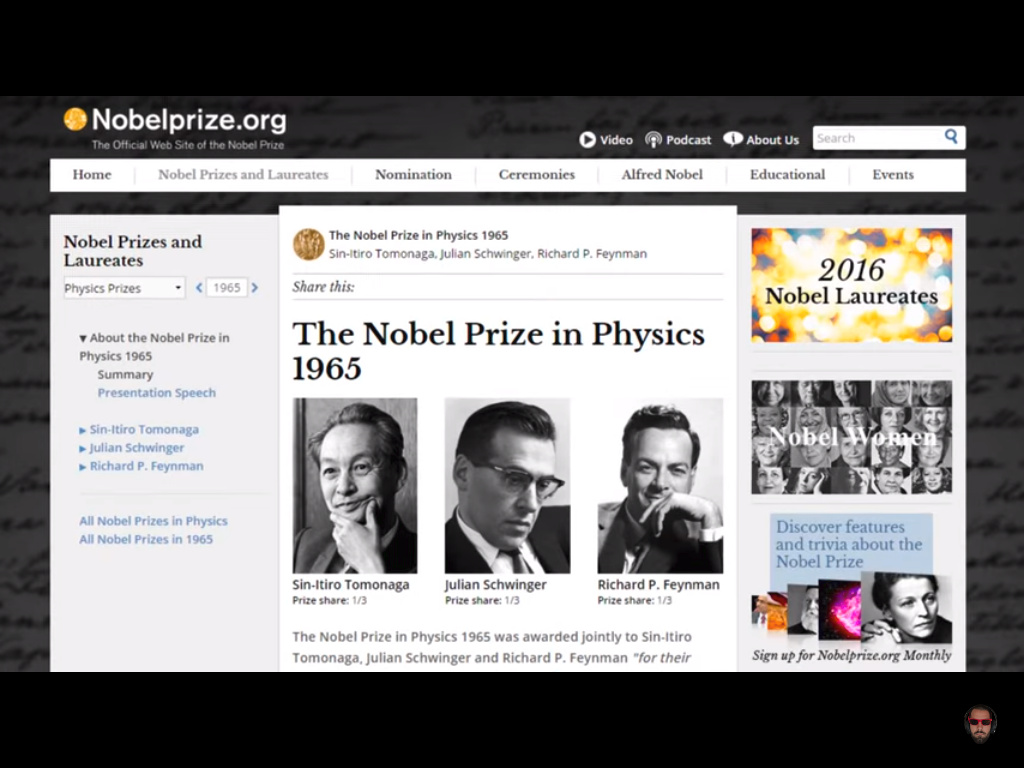 Nobelprize.org
The Official Web Site of the Nobel Prize
Video Podcast About Us Search
Home Nobel Prizes and Laureates Nomination Ceremonies Alfred Nobel Educational Events
Nobel Prizes and
Laureates
Physics Prizes 1965
▼ About the Nobel Prize in
Physics 1965
Summary
Presentation Speech
▶ Sin-Itiro Tomonaga
▶ Julian Schwinger
▶ Richard P. Feynman
All Nobel Prizes in Physics
All Nobel Prizes in 1965
The Nobel Prize in Physics 1965
Sin-Itiro Tomonaga, Julian Schwinger, Richard P. Feynman
Share this:
The Nobel Prize in Physics
1965
Sin-Itiro Tomonaga
Prize share: 1/3
Julian Schwinger
Prize share: 1/3
Richard P. Feynman
Prize share: 1/3
The Nobel Prize in Physics 1965 was awarded jointly to Sin-Itiro
Tomonaga, Julian Schwinger and Richard P. Feynman "for their
2016
Nobel Laureates
Nobel Women
Discover features
and trivia about the
Nobel Prize
Sign up for Nobelprize.org Monthly